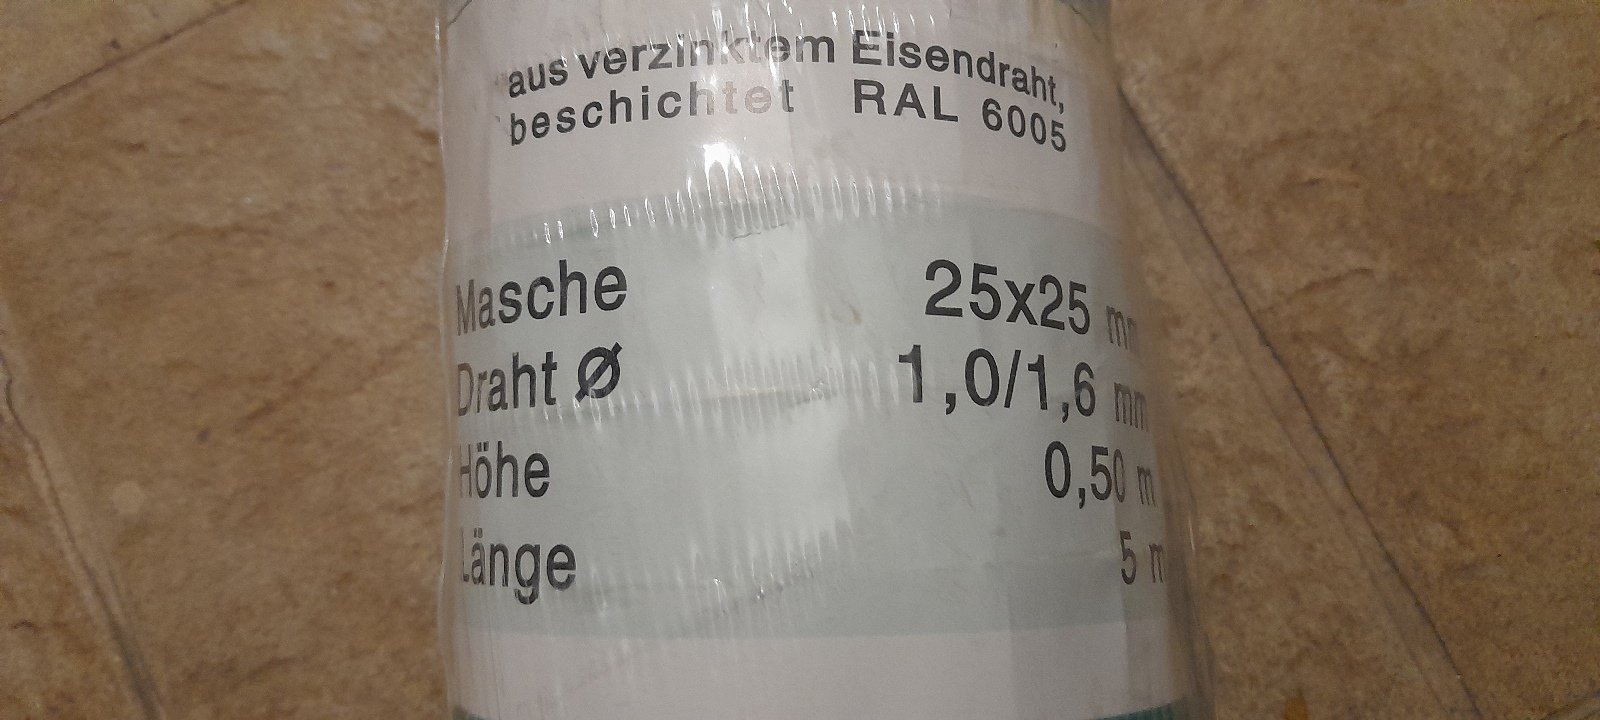 aus verzinktem Eisendraht,
beschichtet RAL 6005
Masche 25x25 mm
Draht Ø 1,0/1,6 mm
Höhe 0,50 m
Länge 5 m